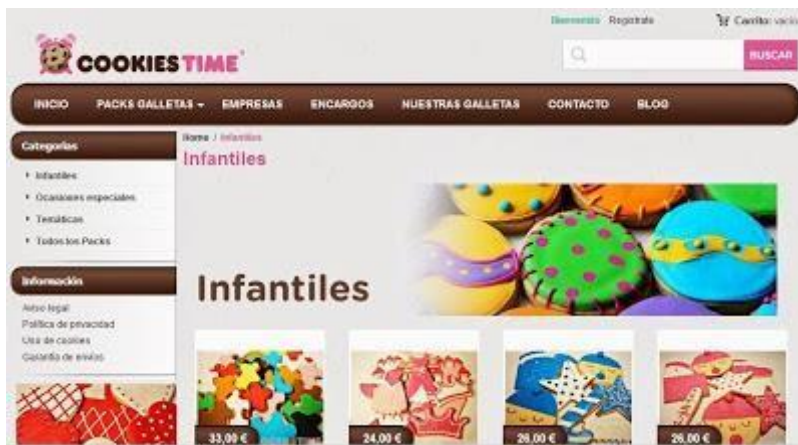 Bienvenido Regístrate
Carrito: vacío
COOKIES TIME
BUSCAR
INICIO PACKS GALLETAS EMPRESAS ENCARGOS NUESTRAS GALLETAS CONTACTO BLOG
Categorías
Home / Infantiles
Infantiles
Infantiles
Ocasiones especiales
Temáticas
Todos los Packs
Información
Aviso legal
Política de privacidad
Uso de cookies
Garantía de envíos
Infantiles
33,00 € 24,00 € 26,00 € 26,00 €